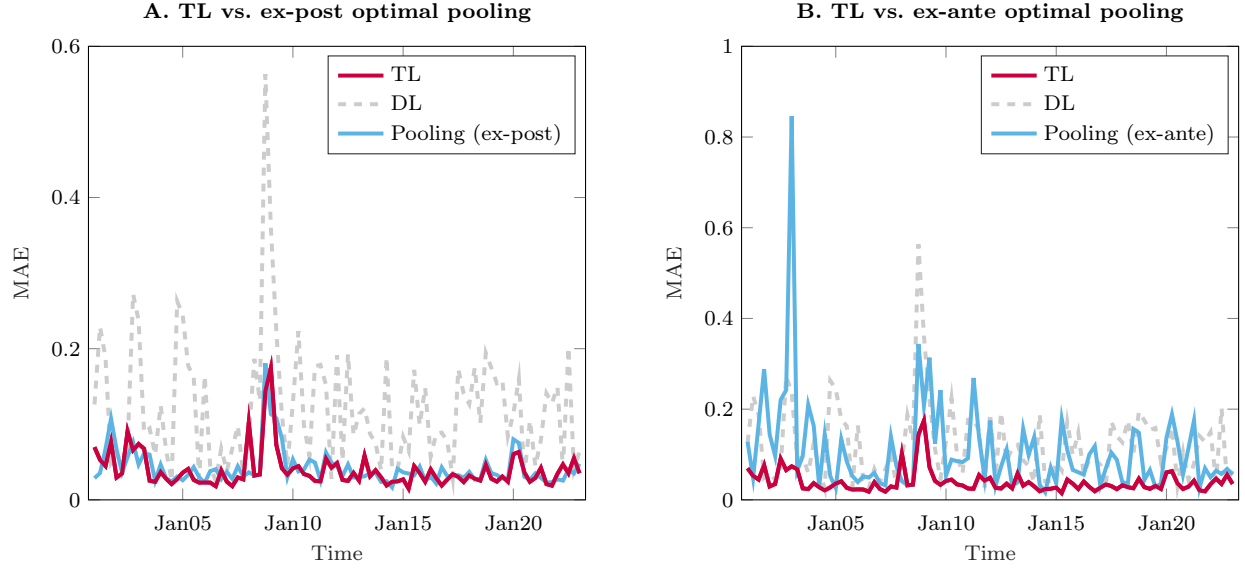 A. TL vs. ex-post optimal pooling
0.6
0.4
0.2
0
MAE
TL
DL
Pooling (ex-post)
Jan05 Jan10 Jan15 Jan20
Time
B. TL vs. ex-ante optimal pooling
1
0.8
0.6
0.4
0.2
0
MAE
TL
DL
Pooling (ex-ante)
Jan05 Jan10 Jan15 Jan20
Time